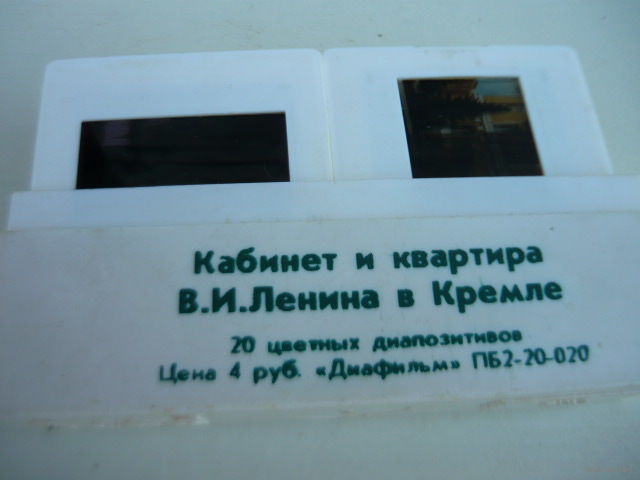 Кабинет и квартира
В.И.Ленина в Кремле
20 цветных диапозитивов
Цена 4 руб. «Диафильм» ПБ2-20-020